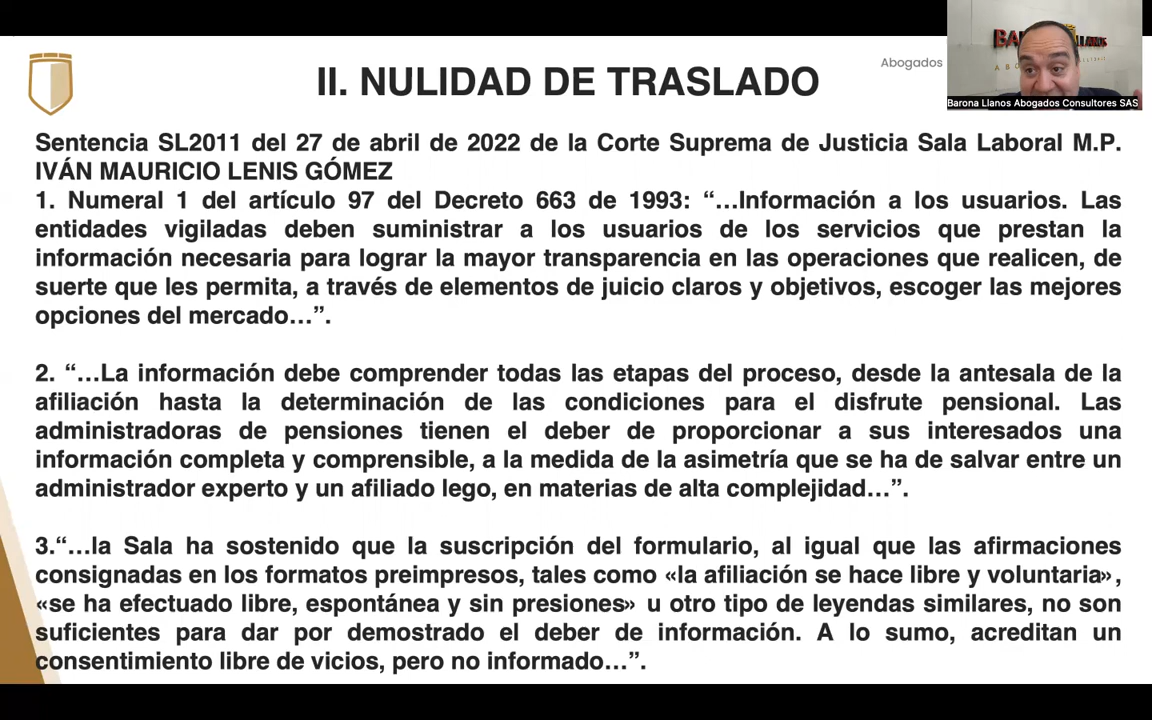 BA LLANOS
Abogados
Barona Llanos Abogados Consultores SAS
II. NULIDAD DE TRASLADO
Sentencia SL2011 del 27 de abril de 2022 de la Corte Suprema de Justicia Sala Laboral M.P.
IVÁN MAURICIO LENIS GÓMEZ
1. Numeral 1 del artículo 97 del Decreto 663 de 1993: “…Información a los usuarios. Las
entidades vigiladas deben suministrar a los usuarios de los servicios que prestan la
información necesaria para lograr la mayor transparencia en las operaciones que realicen, de
suerte que les permita, a través de elementos de juicio claros y objetivos, escoger las mejores
opciones del mercado…”.
2. “…La información debe comprender todas las etapas del proceso, desde la antesala de la
afiliación hasta la determinación de las condiciones para el disfrute pensional. Las
administradoras de pensiones tienen el deber de proporcionar a sus interesados una
información completa y comprensible, a la medida de la asimetría que se ha de salvar entre un
administrador experto y un afiliado lego, en materias de alta complejidad…”.
3.“…la Sala ha sostenido que la suscripción del formulario, al igual que las afirmaciones
consignadas en los formatos preimpresos, tales como «la afiliación se hace libre y voluntaria»,
«se ha efectuado libre, espontánea y sin presiones» u otro tipo de leyendas similares, no son
suficientes para dar por demostrado el deber de información. A lo sumo, acreditan un
consentimiento libre de vicios, pero no informado…”.